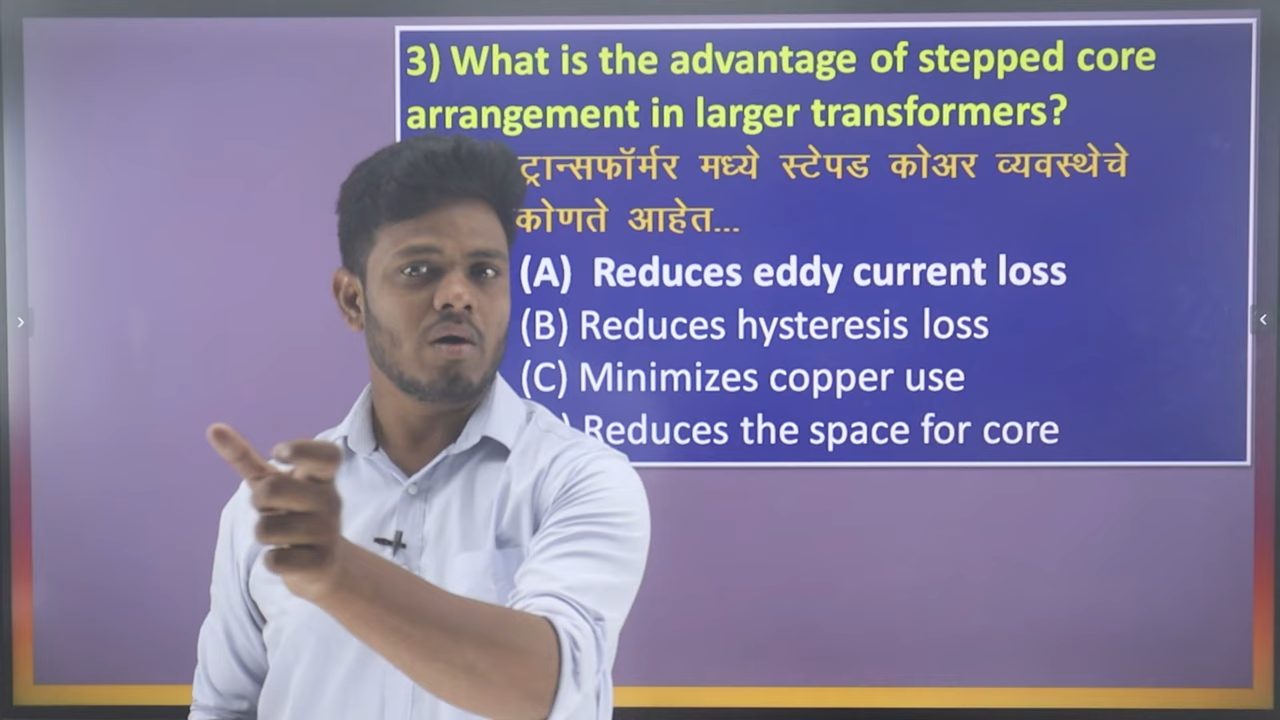 3) What is the advantage of stepped core
arrangement in larger transformers?
ट्रान्सफॉर्मर मध्ये स्टेपड कोअर व्यवस्थेचे
कोणते आहेत...
(A) Reduces eddy current loss
(B) Reduces hysteresis loss
(C) Minimizes copper use
) Reduces the space for core